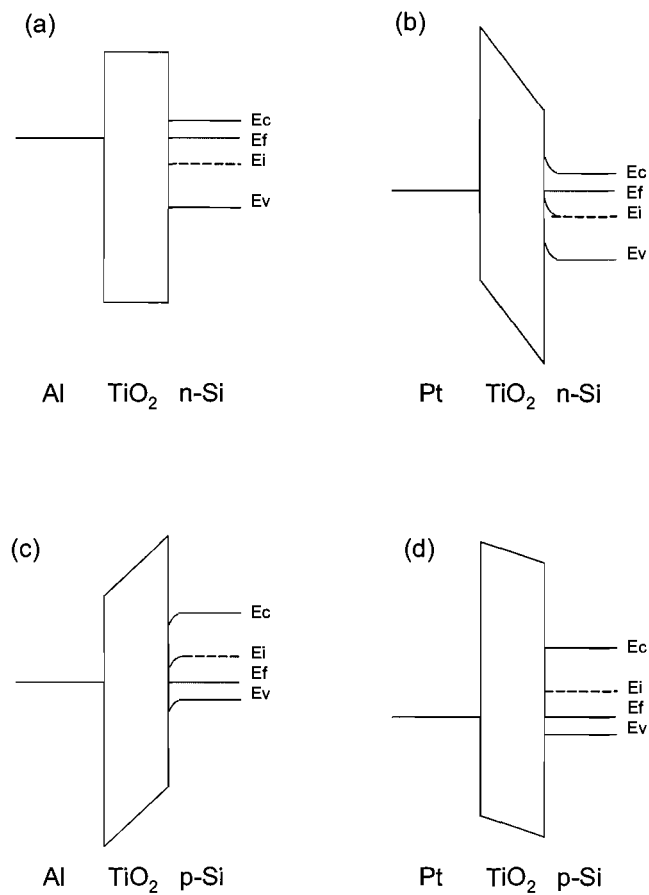 (a)
Ec
Ef
Ei
Ev
Al TiO₂ n-Si
(b)
Ec
Ef
Ei
Ev
Pt TiO₂ n-Si
(c)
Ec
Ei
Ef
Ev
Al TiO₂ p-Si
(d)
Ec
Ei
Ef
Ev
Pt TiO₂ p-Si